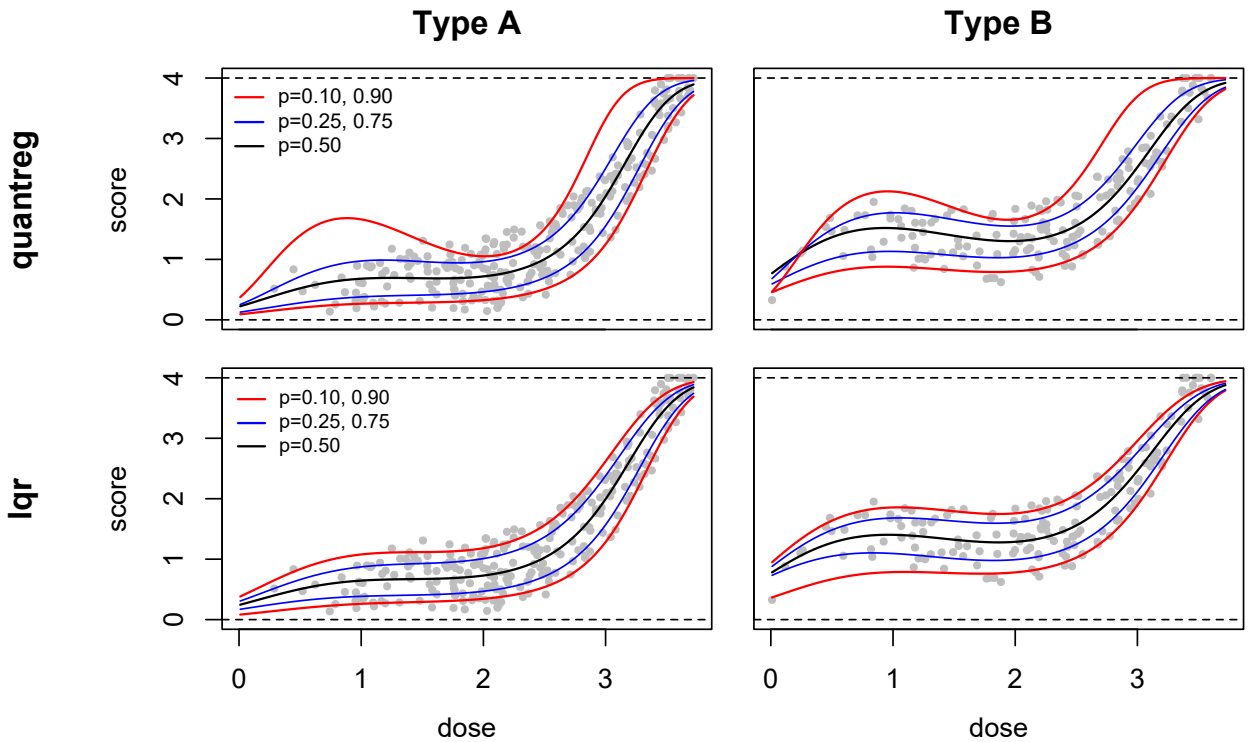 Type A Type B
quantreg
score
4
3
2
1
0
p=0.10, 0.90
p=0.25, 0.75
p=0.50
lqr
score
4
3
2
1
0
p=0.10, 0.90
p=0.25, 0.75
p=0.50
0 1 2 3 0 1 2 3
dose dose